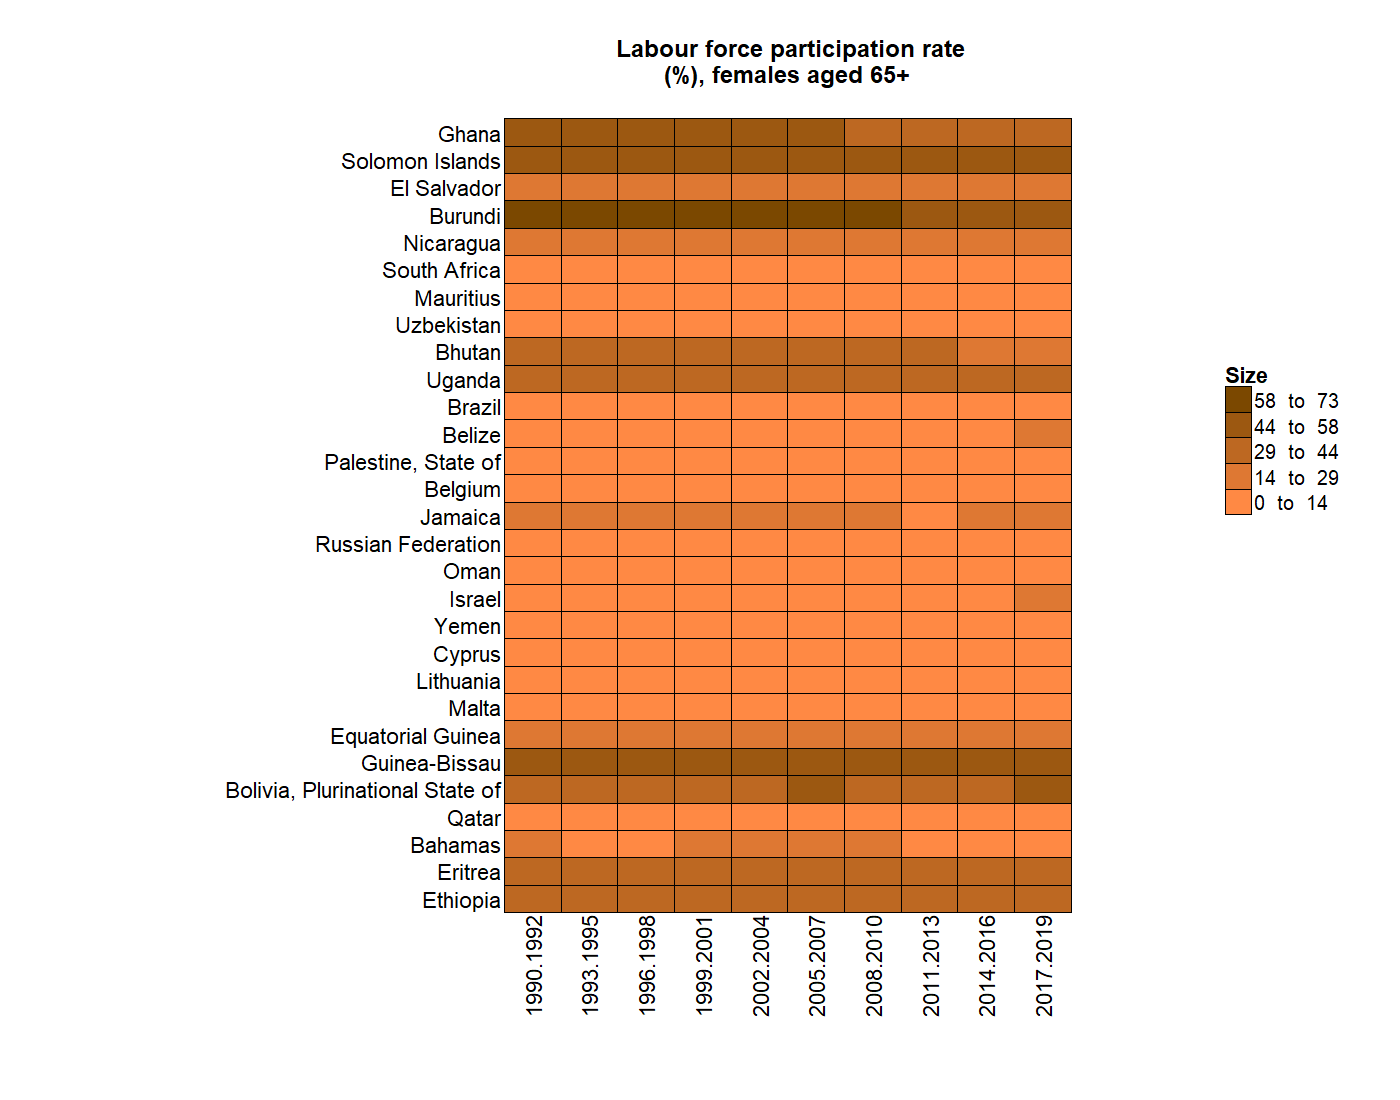 Labour force participation rate
(%), females aged 65+
Ghana
Solomon Islands
El Salvador
Burundi
Nicaragua
South Africa
Mauritius
Uzbekistan
Bhutan
Uganda
Brazil
Belize
Palestine, State of
Belgium
Jamaica
Russian Federation
Oman
Israel
Yemen
Cyprus
Lithuania
Malta
Equatorial Guinea
Guinea-Bissau
Bolivia, Plurinational State of
Qatar
Bahamas
Eritrea
Ethiopia
1990.1992
1993.1995
1996.1998
1999.2001
2002.2004
2005.2007
2008.2010
2011.2013
2014.2016
2017.2019
Size
58 to 73
44 to 58
29 to 44
14 to 29
0 to 14